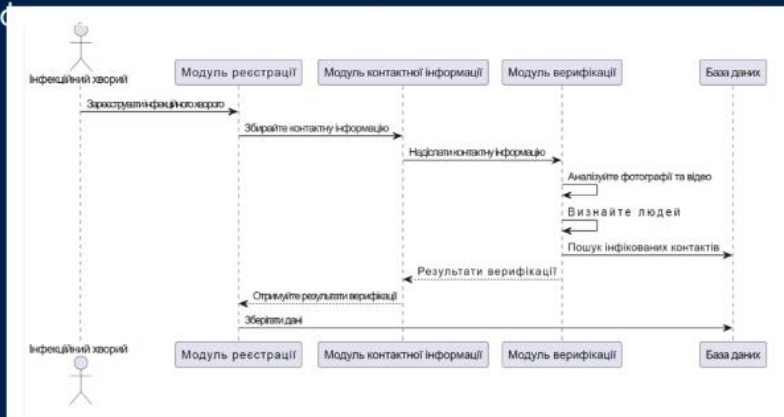 Інфекційний хворий
Модуль реєстрації
Модуль контактної інформації
Модуль верифікації
База даних
Зареєструвати інфекційного хворого
Збирайте контактну інформацію
Надіслати контактну інформацію
Аналізуйте фотографії та відео
Визнайте людей
Пошук інфікованих контактів
Результати верифікації
Отримуйте результати верифікації
Зберігати дані
Інфекційний хворий
Модуль реєстрації
Модуль контактної інформації
Модуль верифікації
База даних